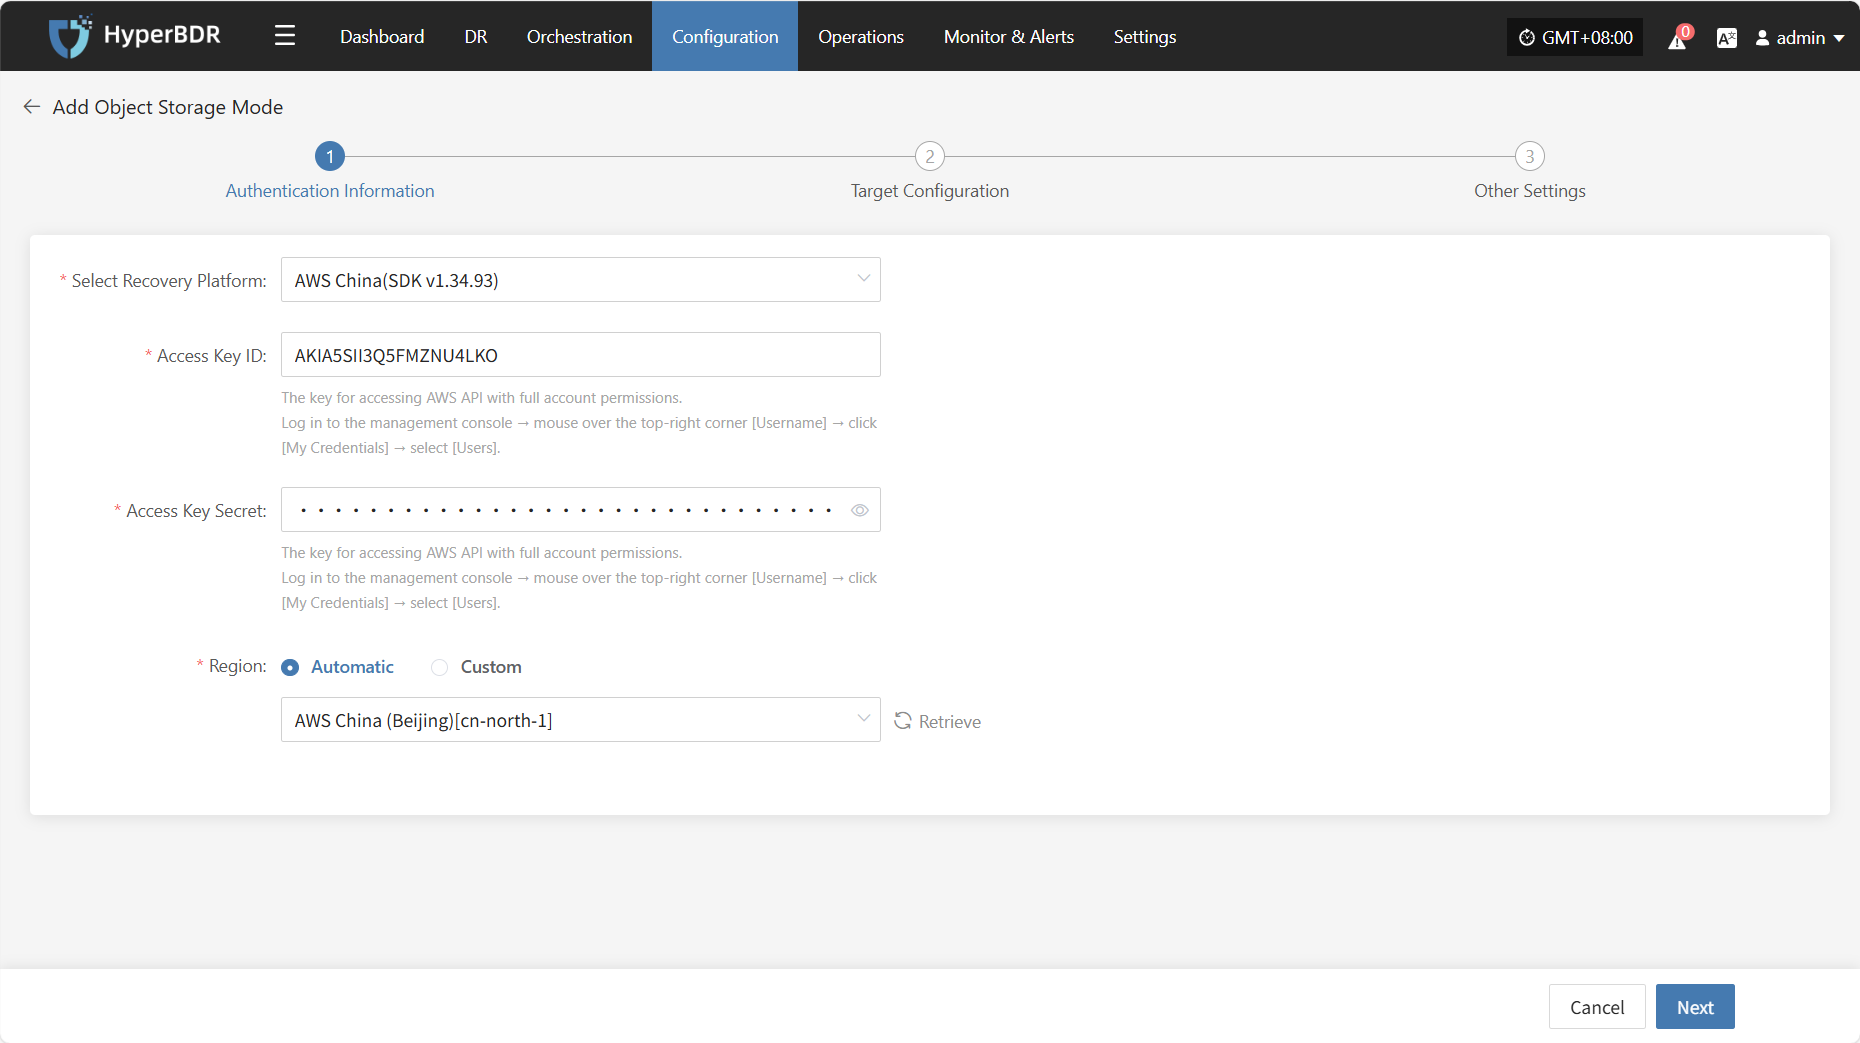 HyperBDR
Dashboard
DR
Orchestration
Configuration
Operations
Monitor & Alerts
Settings
GMT+08:00
0
admin
Add Object Storage Mode
1
2
3
Authentication Information
Target Configuration
Other Settings
* Select Recovery Platform:
AWS China(SDK v1.34.93)
* Access Key ID:
AKIA5SII3Q5FMZNU4LKO
The key for accessing AWS API with full account permissions.
Log in to the management console → mouse over the top-right corner [Username] → click
[My Credentials] → select [Users].
* Access Key Secret:
The key for accessing AWS API with full account permissions.
Log in to the management console → mouse over the top-right corner [Username] → click
[My Credentials] → select [Users].
* Region:
Automatic
Custom
AWS China (Beijing)[cn-north-1]
Retrieve
Cancel
Next